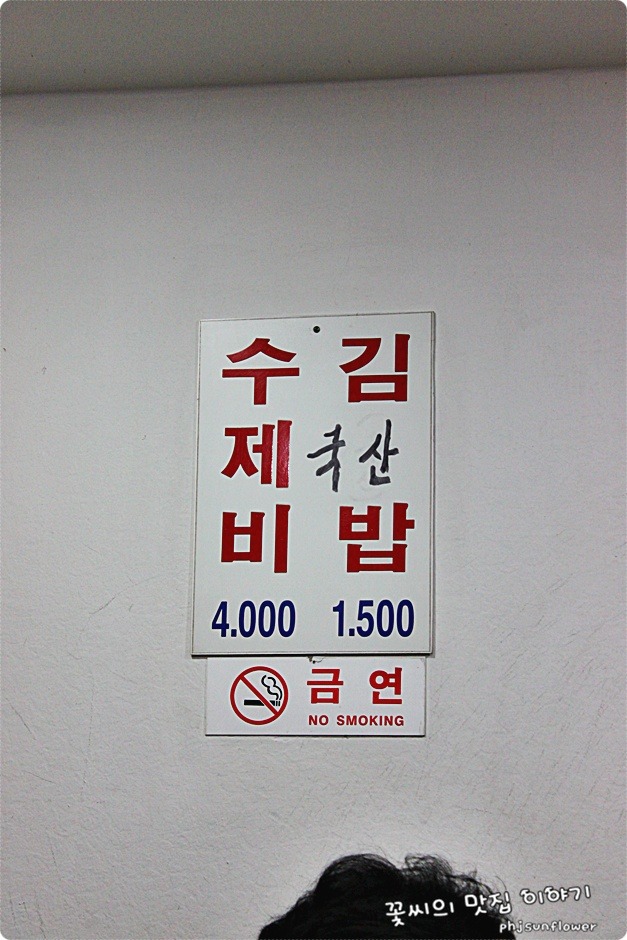 수제비
김밥
국산
4.000 1.500
금연
NO SMOKING
꽃씨의 맛집 이야기
phjsunflower